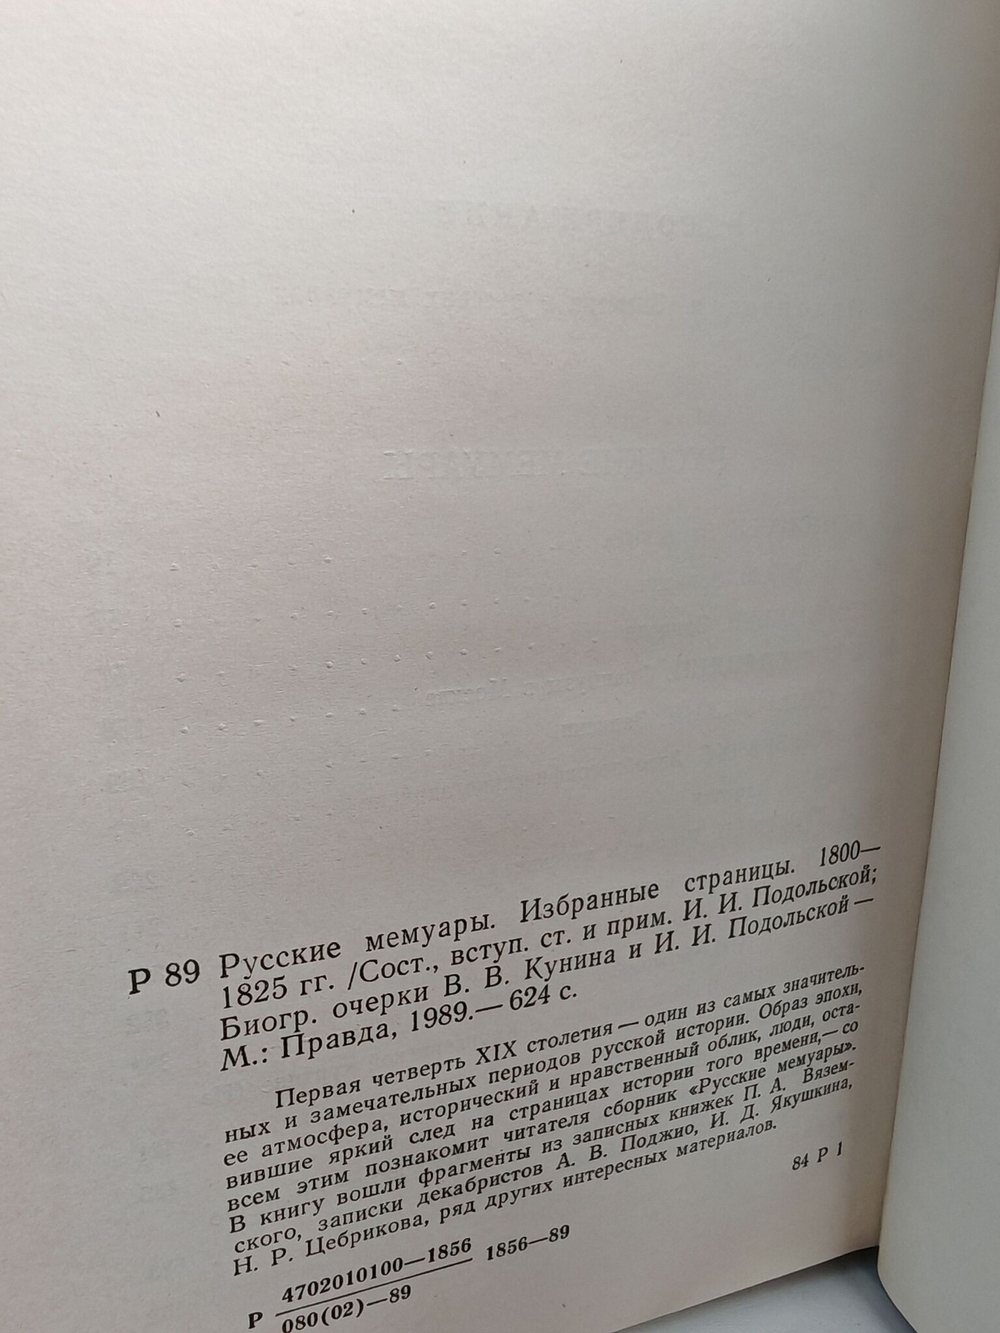 Р 89 Русские мемуары. Избранные страницы. 1800—
1825 гг. /Сост., вступ. ст. и прим. И. И. Подольской;
Биогр. очерки В. В. Кунина и И. И. Подольской —
М.: Правда, 1989.— 624 с.
Первая четверть XIX столетия — один из самых значитель-
ных и замечательных периодов русской истории. Образ эпохи,
ее атмосфера, исторический и нравственный облик, люди, оста-
вившие яркий след на страницах истории того времени,— со
всем этим познакомит читателя сборник «Русские мемуары».
В книгу вошли фрагменты из записных книжек П. А. Вязем-
ского, записки декабристов А. В. Поджио, И. Д. Якушкина,
Н. Р. Цебрикова, ряд других интересных материалов.
84 Р 1
Р 4702010100—1856 1856—89
080(02)—89